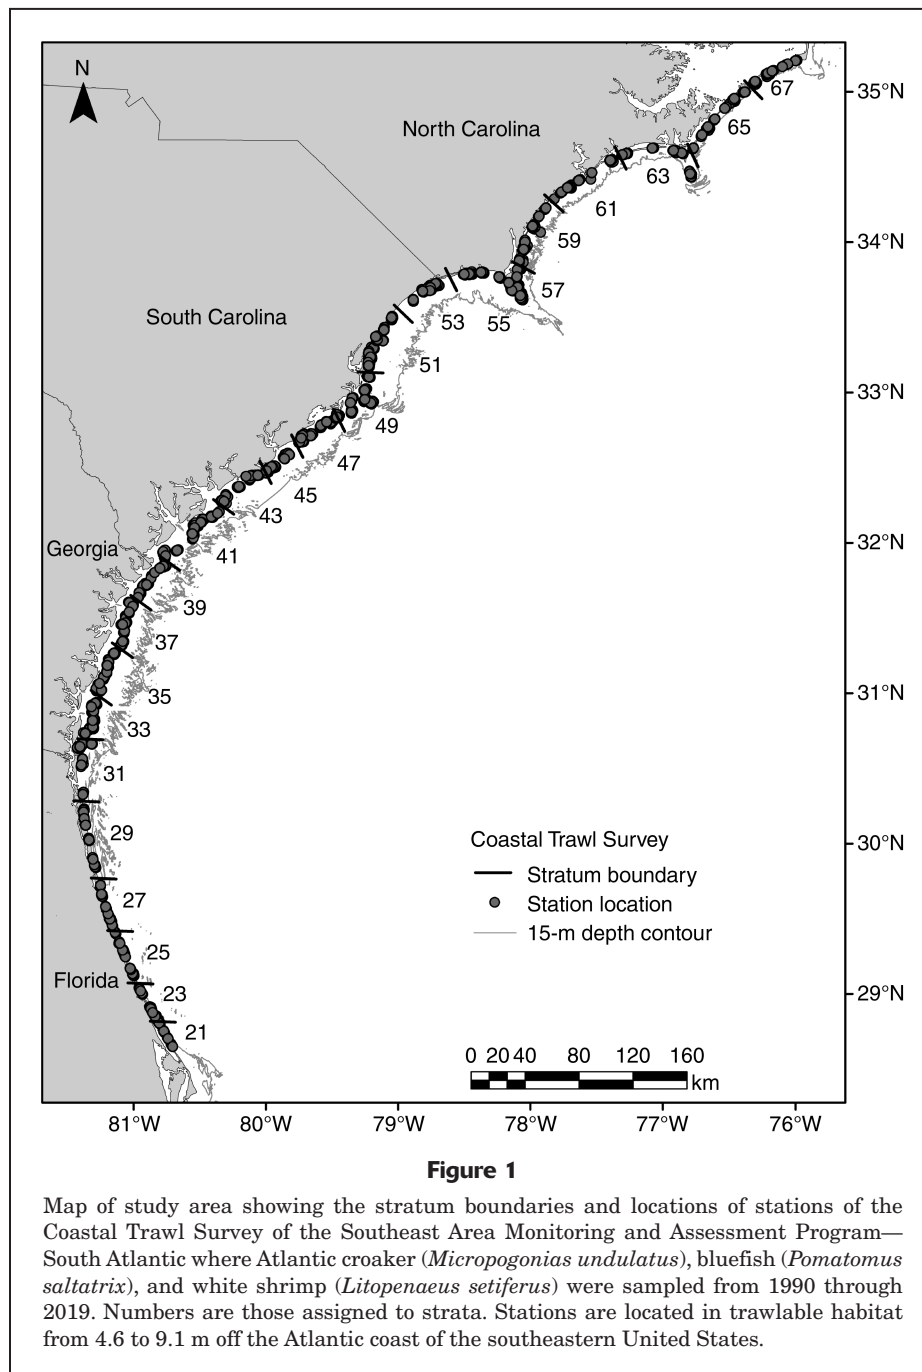 N
35°N
67
North Carolina
65
63
61
34°N
59
57
South Carolina
53
55
51
33°N
49
47
45
43
Georgia
41
32°N
39
37
35
31°N
33
31
29
30°N
Coastal Trawl Survey
Stratum boundary
27
Station location
15-m depth contour
25
Florida
23
29°N
21
0 20 40 80 120 160
km
81°W 80°W 79°W 78°W 77°W 76°W
Figure 1
Map of study area showing the stratum boundaries and locations of stations of the
Coastal Trawl Survey of the Southeast Area Monitoring and Assessment Program—
South Atlantic where Atlantic croaker (Micropogonias undulatus), bluefish (Pomatomus
saltatrix), and white shrimp (Litopenaeus setiferus) were sampled from 1990 through
2019. Numbers are those assigned to strata. Stations are located in trawlable habitat
from 4.6 to 9.1 m off the Atlantic coast of the southeastern United States.